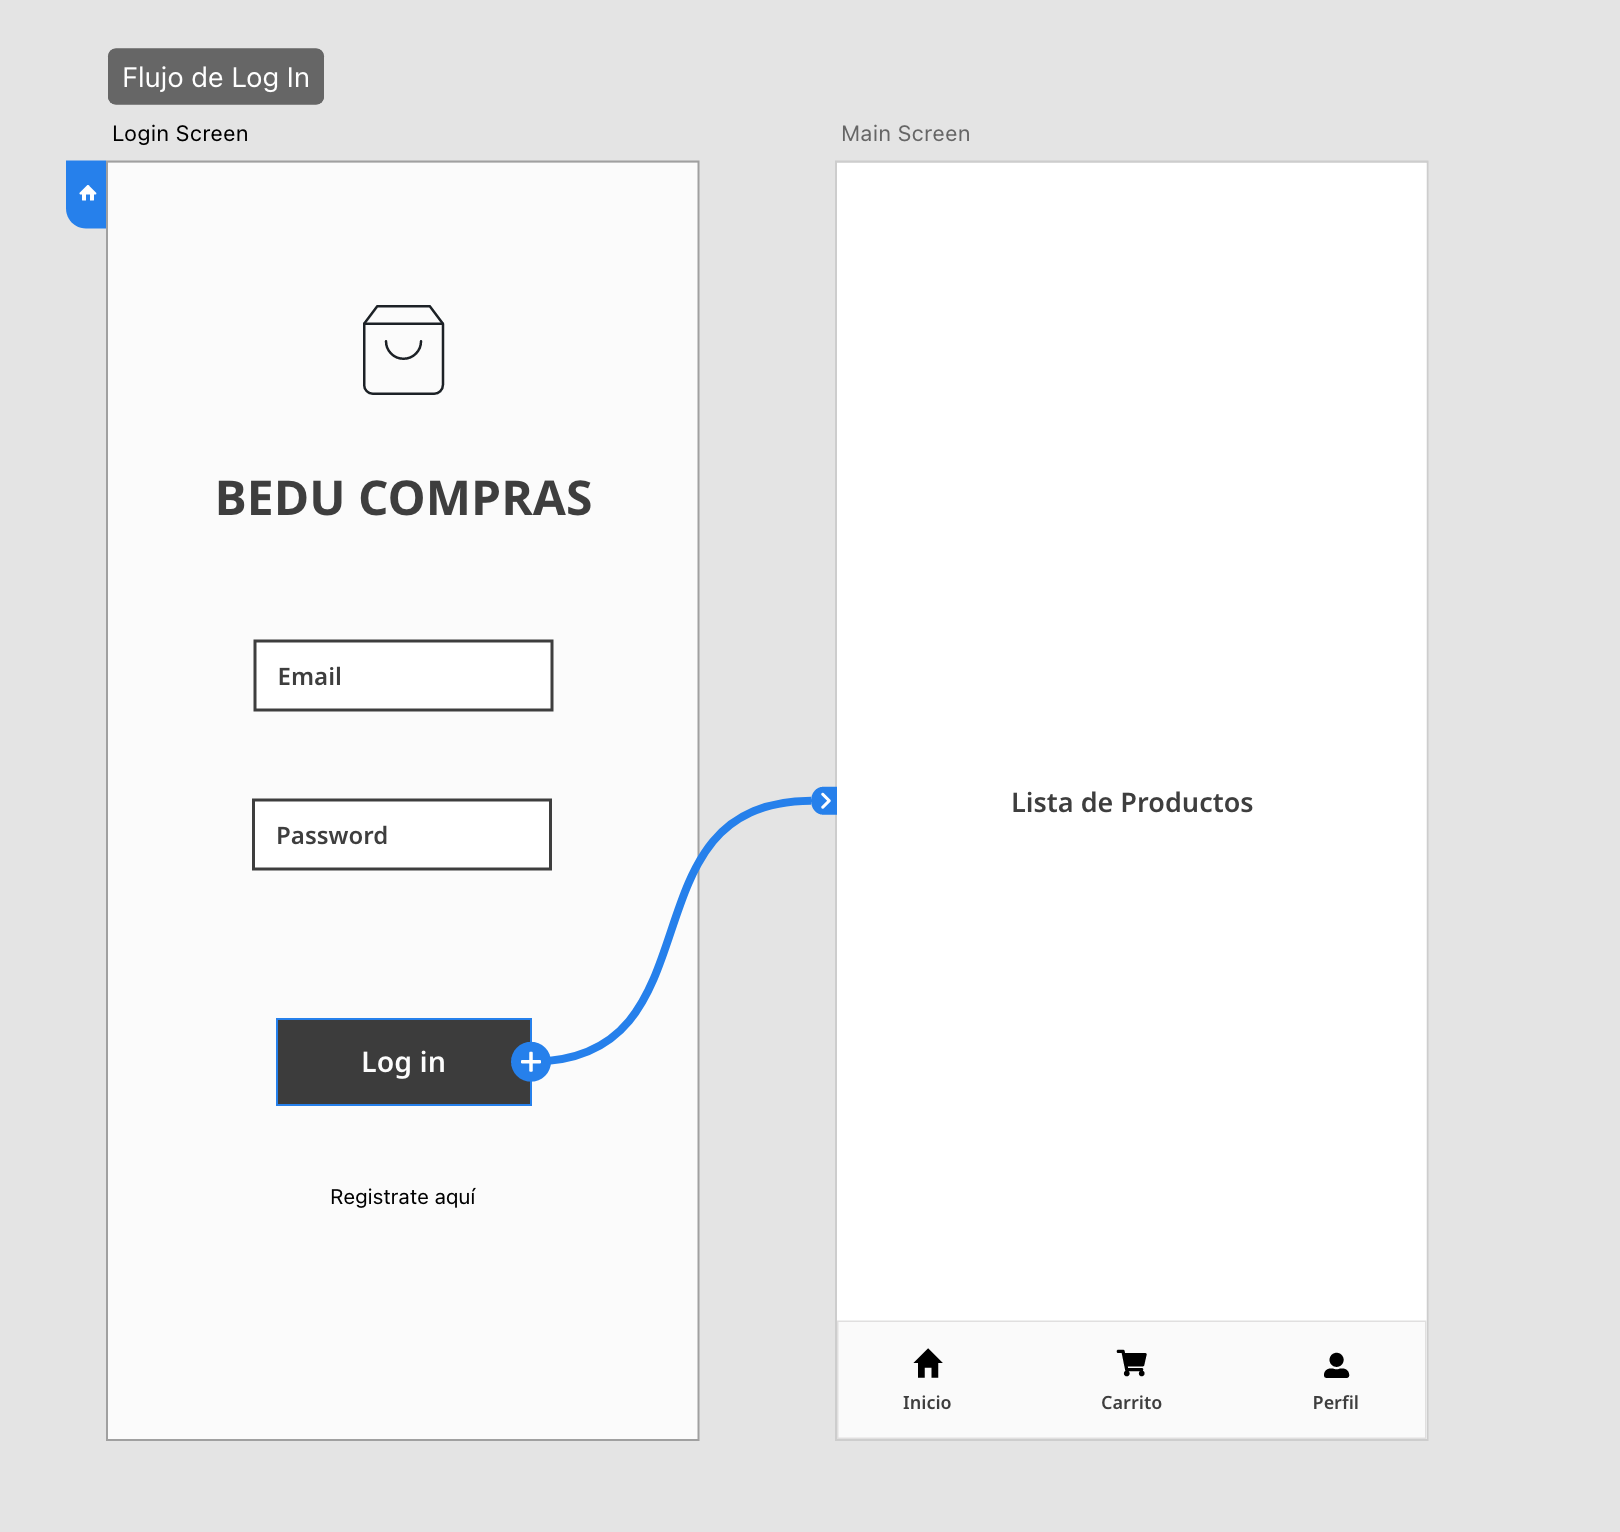 Flujo de Log In
Login Screen
BEDU COMPRAS
Email
Password
Log in
Registrate aquí
Main Screen
Lista de Productos
Inicio
Carrito
Perfil